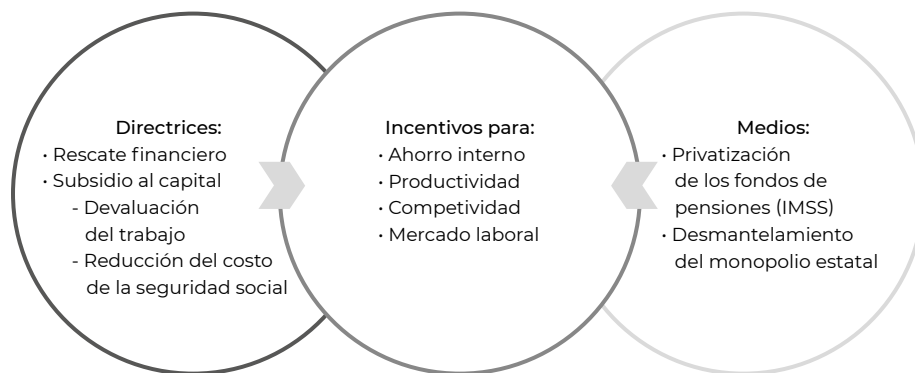 Directrices:
· Rescate financiero
· Subsidio al capital
- Devaluación
del trabajo
- Reducción del costo
de la seguridad social
Incentivos para:
· Ahorro interno
· Productividad
· Competividad
· Mercado laboral
Medios:
· Privatización
de los fondos de
pensiones (IMSS)
· Desmantelamiento
del monopolio estatal